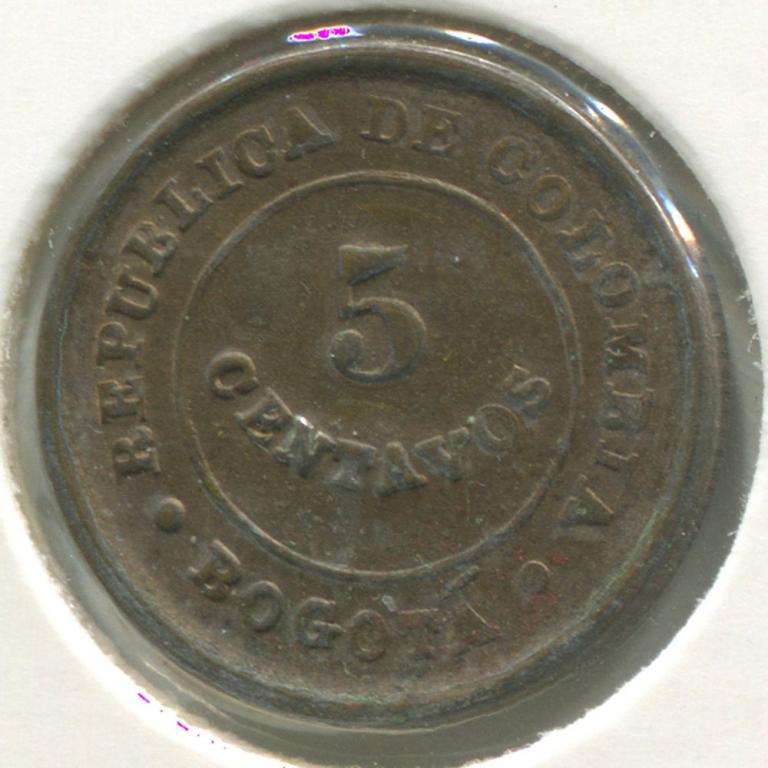 REPUBLICA DE COLOMBIA
5
CENTAVOS
BOGOTÁ